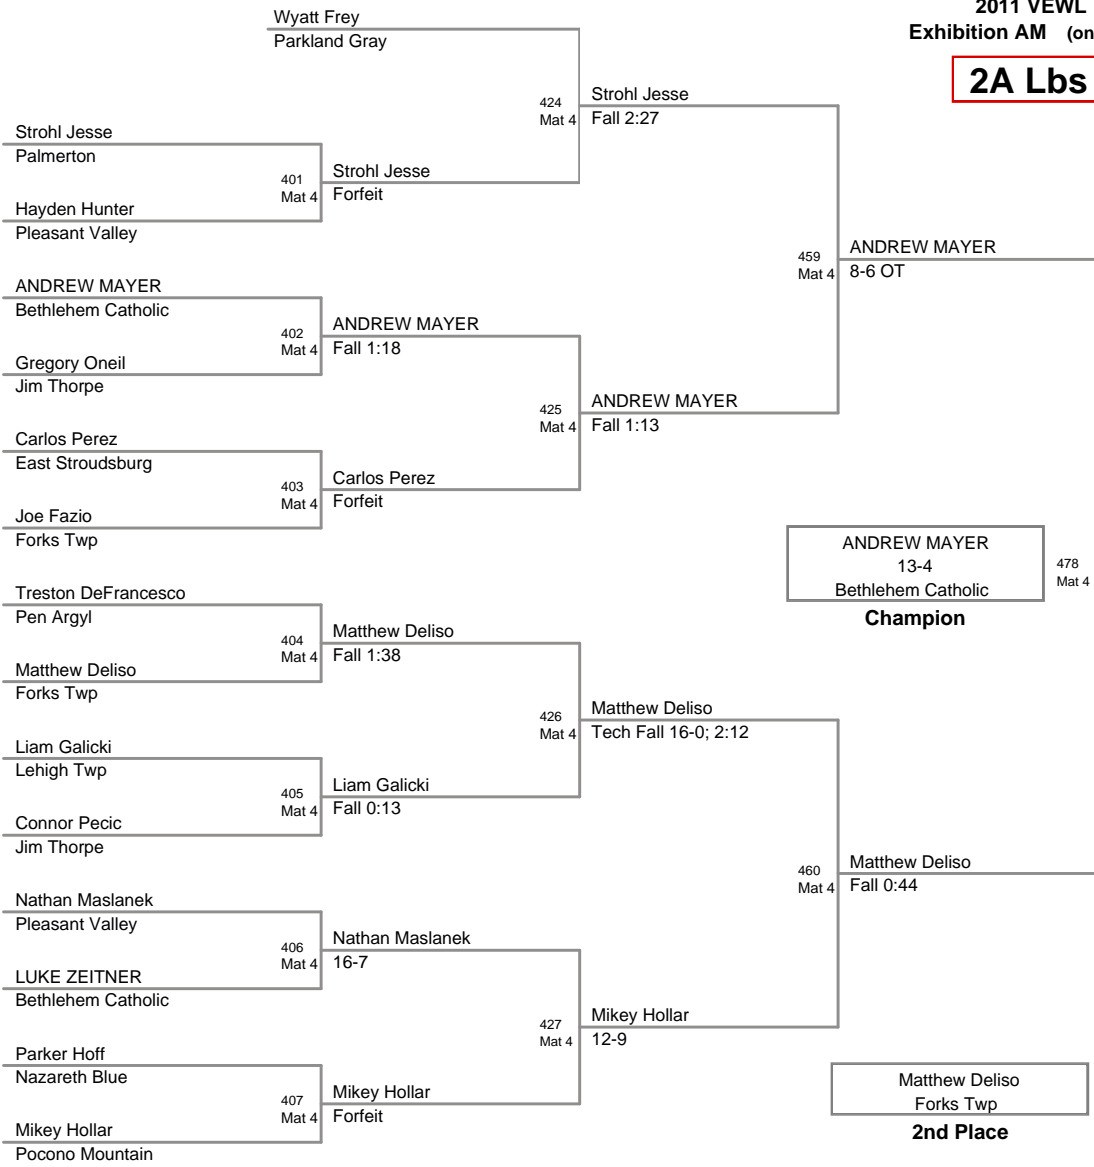 2011 VEWL
Exhibition AM (on
2A Lbs
Wyatt Frey
Parkland Gray
424
Mat 4
Strohl Jesse
Fall 2:27
Strohl Jesse
Palmerton
401
Mat 4
Strohl Jesse
Forfeit
Hayden Hunter
Pleasant Valley
459
Mat 4
ANDREW MAYER
8-6 OT
ANDREW MAYER
Bethlehem Catholic
402
Mat 4
ANDREW MAYER
Fall 1:18
Gregory Oneil
Jim Thorpe
425
Mat 4
ANDREW MAYER
Fall 1:13
Carlos Perez
East Stroudsburg
403
Mat 4
Carlos Perez
Forfeit
Joe Fazio
Forks Twp
ANDREW MAYER
13-4
Bethlehem Catholic
Champion
478
Mat 4
Treston DeFrancesco
Pen Argyl
404
Mat 4
Matthew Deliso
Fall 1:38
Matthew Deliso
Forks Twp
426
Mat 4
Matthew Deliso
Tech Fall 16-0; 2:12
Liam Galicki
Lehigh Twp
405
Mat 4
Liam Galicki
Fall 0:13
Connor Pecic
Jim Thorpe
460
Mat 4
Matthew Deliso
Fall 0:44
Nathan Maslanek
Pleasant Valley
406
Mat 4
Nathan Maslanek
16-7
LUKE ZEITNER
Bethlehem Catholic
427
Mat 4
Mikey Hollar
12-9
Parker Hoff
Nazareth Blue
407
Mat 4
Mikey Hollar
Forfeit
Mikey Hollar
Pocono Mountain
Matthew Deliso
Forks Twp
2nd Place